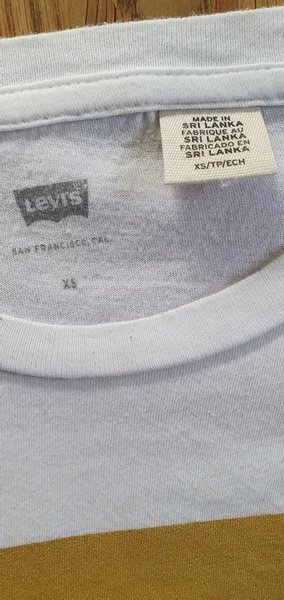 MADE IN
SRI LANKA
FABRIQUE AU
SRI LANKA
FABRICADO EN
SRI LANKA
XS/TP/ECH
Levi's
SAN FRANCISCO, CAL.
XS